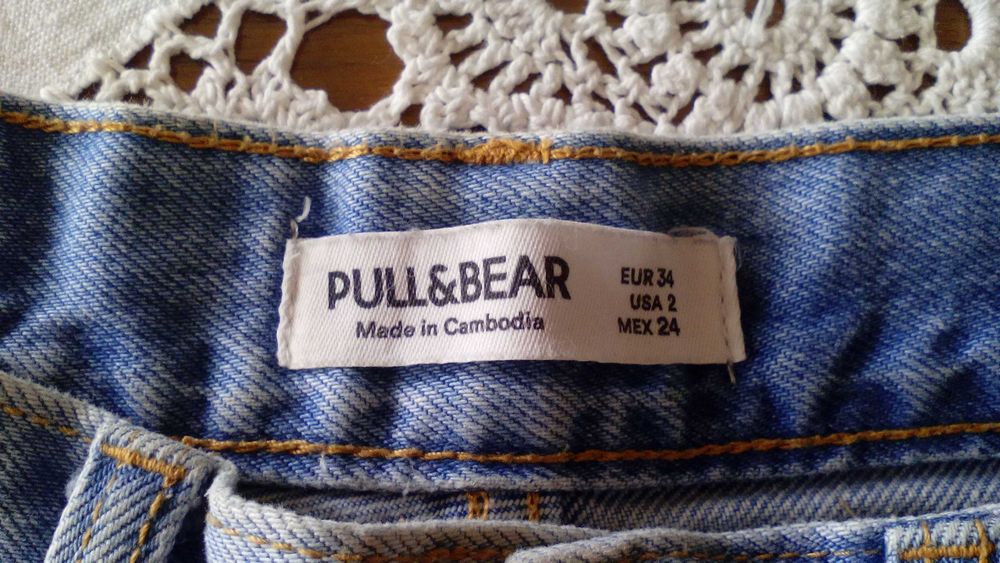 PULL&BEAR
Made in Cambodia
EUR 34
USA 2
MEX 24